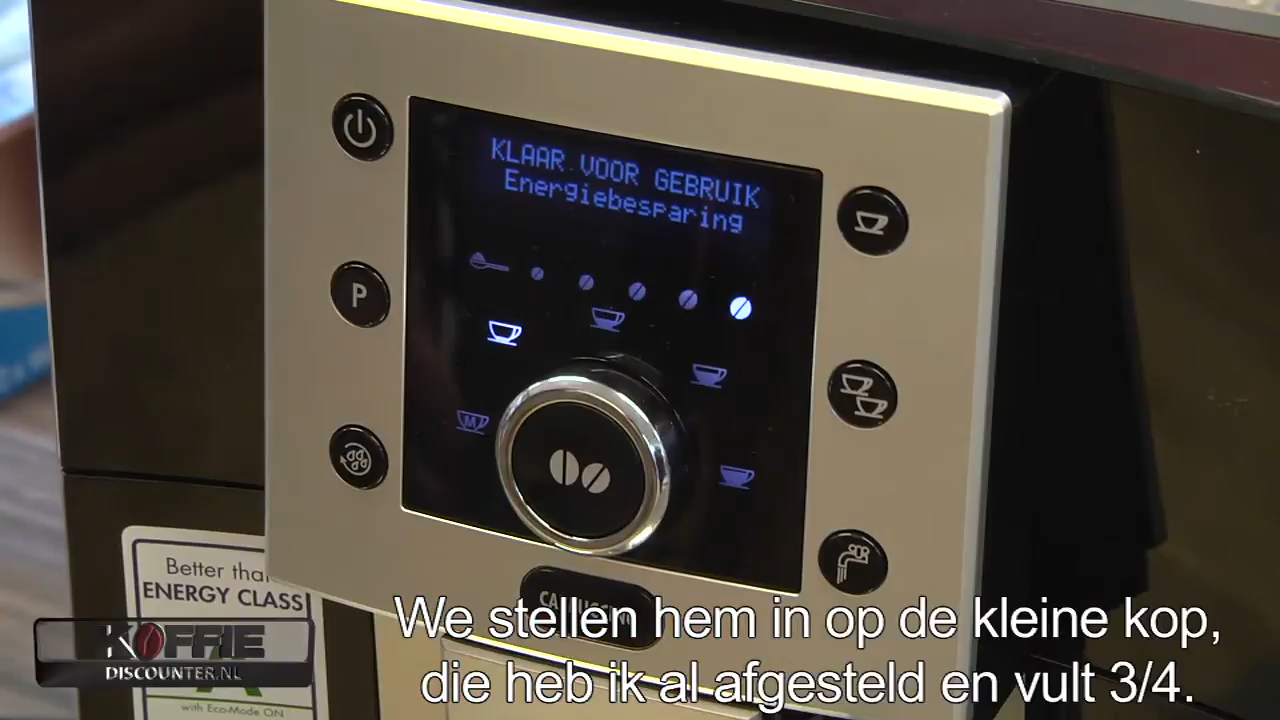 KLAAR VOOR GEBRUIK
Energiebesparing
P
M
Better than
ENERGY CLASS
KOFFIE
DISCOUNTER.NL
A
with Eco-Mode ON
We stellen hem in op de kleine kop,
die heb ik al afgesteld en vult 3/4.